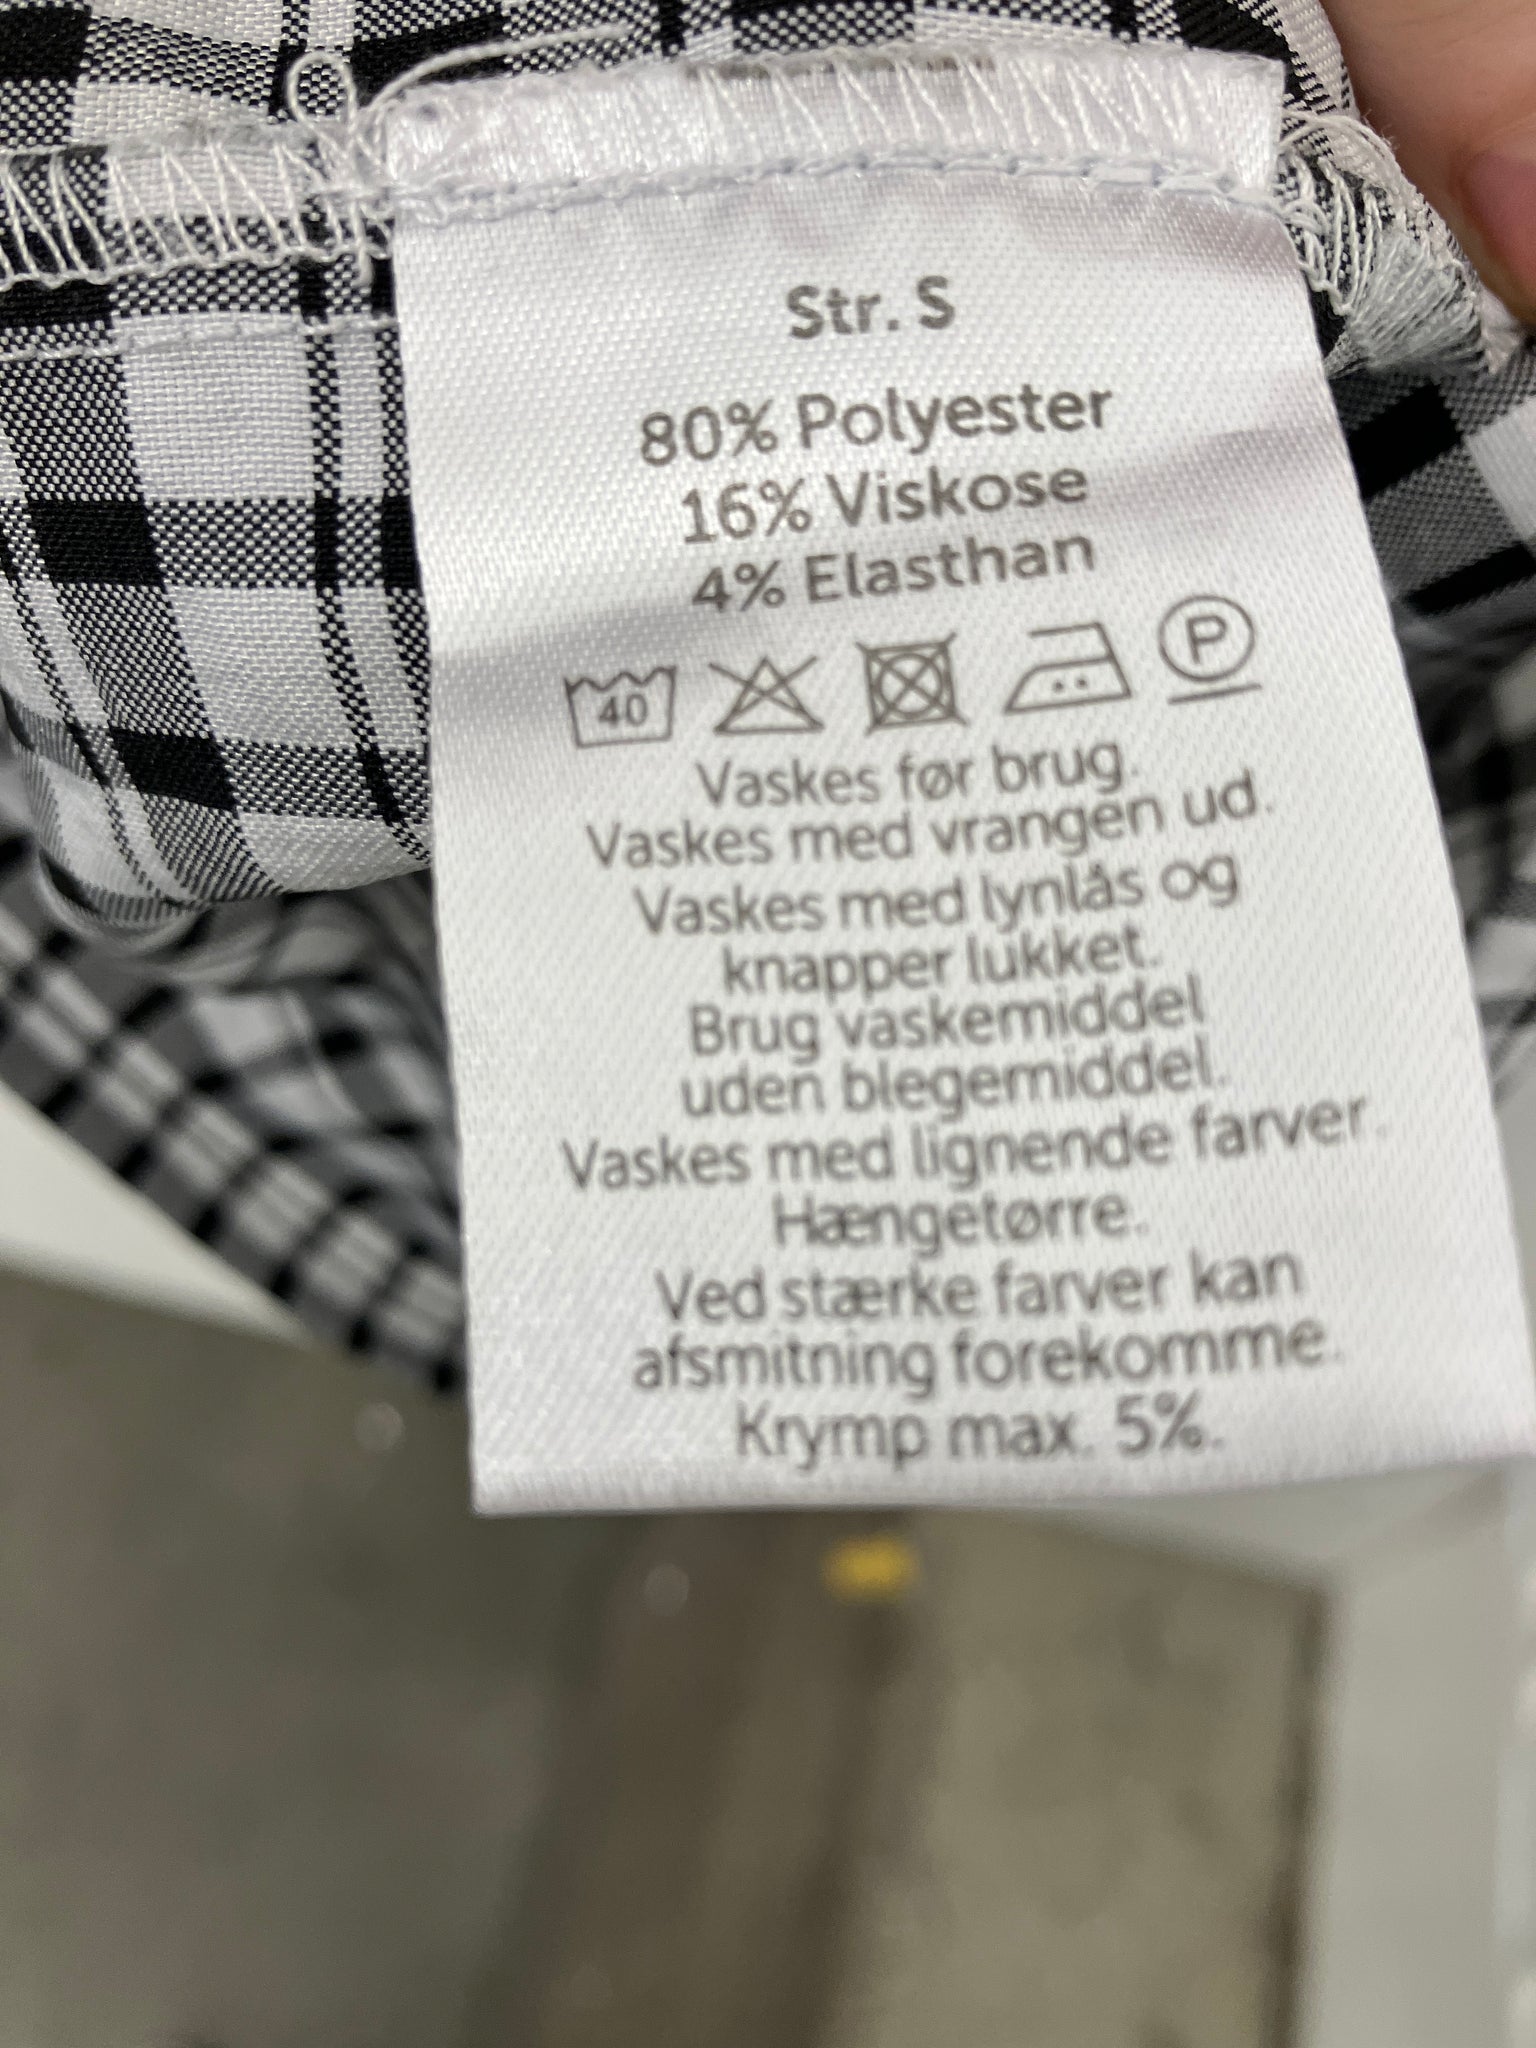 Str. S
80% Polyester
16% Viskose
4% Elasthan
40 P
Vaskes før brug.
Vaskes med vrangen ud.
Vaskes med lynlås og
knapper lukket.
Brug vaskemiddel
uden blegemiddel.
Vaskes med lignende farver.
Hængetørre.
Ved stærke farver kan
afsmitning forekomme.
Krymp max. 5%.